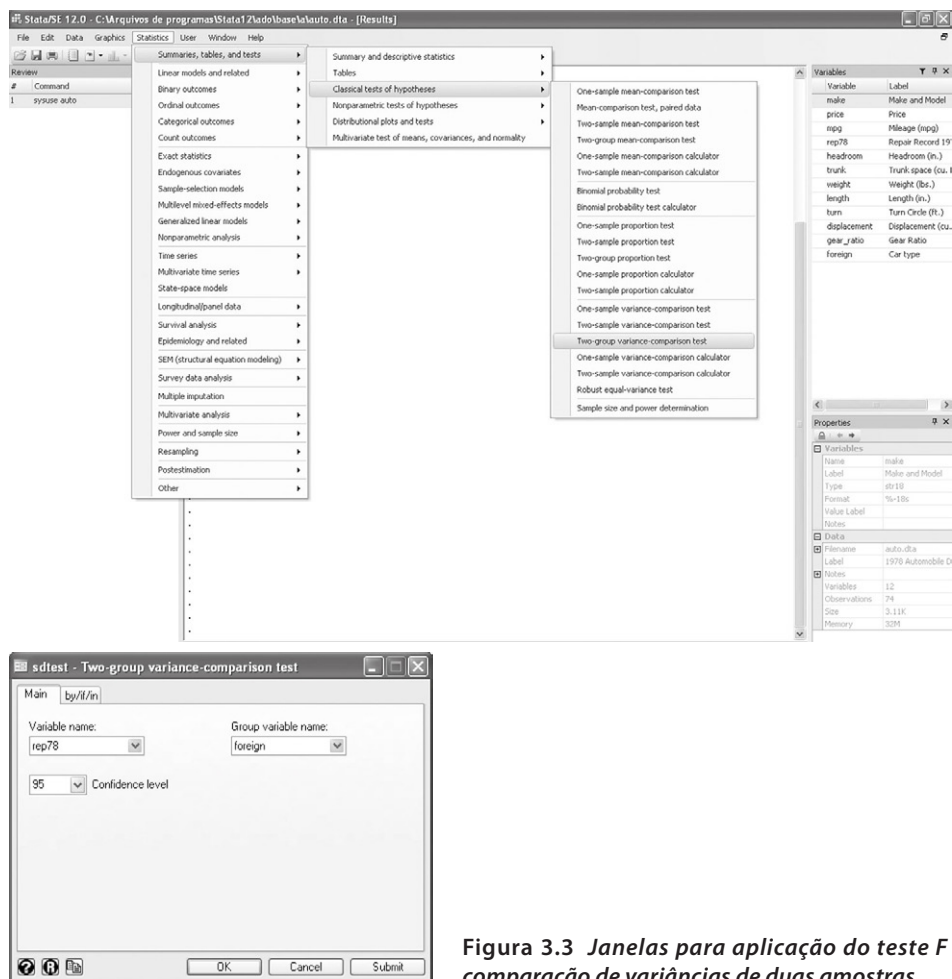 Stata/SE 12.0 - C:\Arquivos de programas\Stata12\ado\base\a\auto.dta - [Results]
File Edit Data Graphics Statistics User Window Help
Review
# Command
1 sysuse auto
Summaries, tables, and tests
Linear models and related
Binary outcomes
Ordinal outcomes
Categorical outcomes
Count outcomes
Exact statistics
Endogenous covariates
Sample-selection models
Multilevel mixed-effects models
Generalized linear models
Nonparametric analysis
Time series
Multivariate time series
State-space models
Longitudinal/panel data
Survival analysis
Epidemiology and related
SEM (structural equation modeling)
Survey data analysis
Multiple imputation
Multivariate analysis
Power and sample size
Resampling
Postestimation
Other
Summary and descriptive statistics
Tables
Classical tests of hypotheses
Nonparametric tests of hypotheses
Distributional plots and tests
Multivariate test of means, covariances, and normality
One-sample mean-comparison test
Mean-comparison test, paired data
Two-sample mean-comparison test
Two-group mean-comparison test
One-sample mean-comparison calculator
Two-sample mean-comparison calculator
Binomial probability test
Binomial probability test calculator
One-sample proportion test
Two-sample proportion test
Two-group proportion test
One-sample proportion calculator
Two-sample proportion calculator
One-sample variance-comparison test
Two-sample variance-comparison test
Two-group variance-comparison test
One-sample variance-comparison calculator
Two-sample variance-comparison calculator
Robust equal-variance test
Sample size and power determination
Variables
Variable Label
make Make and Model
price Price
mpg Mileage (mpg)
rep78 Repair Record 19
headroom Headroom (in.)
trunk Trunk space (cu.
weight Weight (lbs.)
length Length (in.)
turn Turn Circle (ft.)
displacement Displacement (cu..
gear_ratio Gear Ratio
foreign Car type
Properties
Variables
Name make
Label Make and Model
Type str18
Format %-18s
Value Label
Notes
Data
Filename auto.dta
Label 1978 Automobile D
Notes
Variables 12
Observations 74
Size 3.11K
Memory 32M
sdtest - Two-group variance-comparison test
Main by/if/in
Variable name: Group variable name:
rep78 foreign
95 Confidence level
OK Cancel Submit
Figura 3.3 Janelas para aplicação do teste F
comparação de variâncias de duas amostras